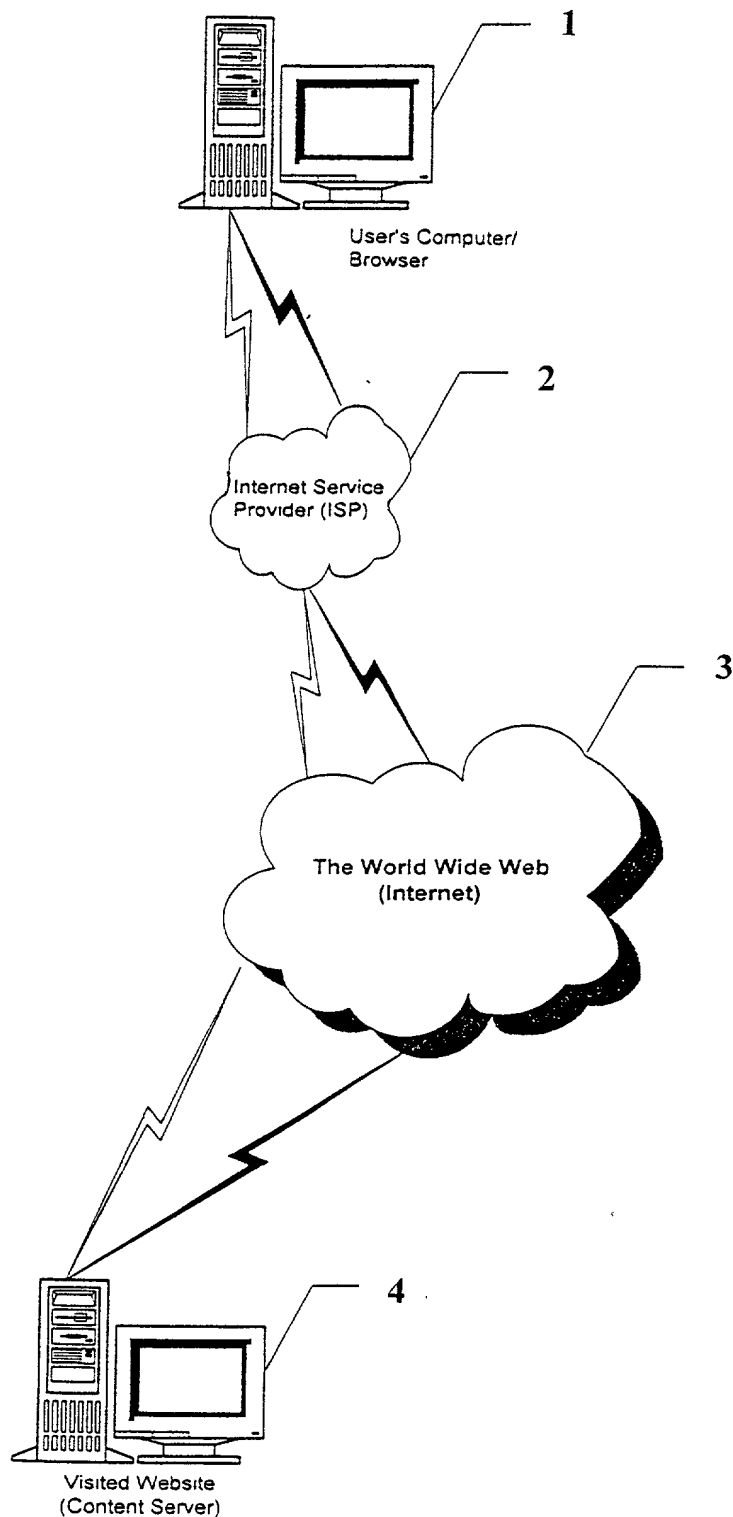 1
User's Computer/
Browser
2
Internet Service
Provider (ISP)
3
The World Wide Web
(Internet)
4
Visited Website
(Content Server)